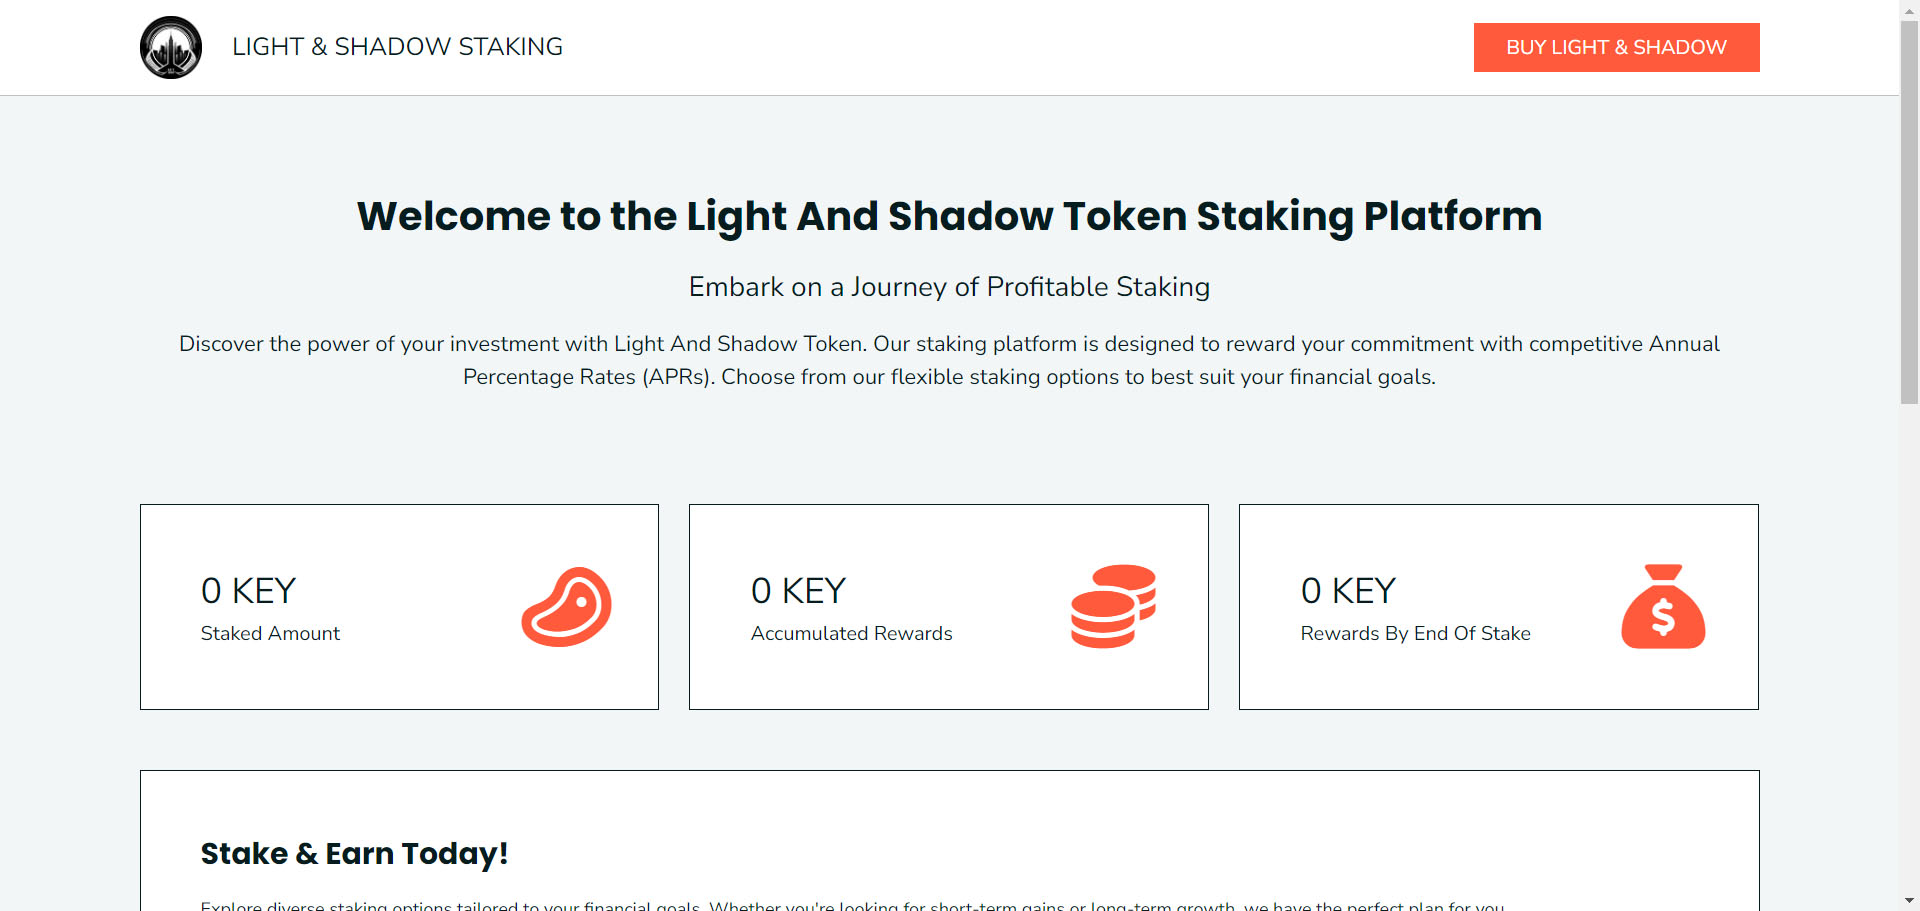 LIGHT & SHADOW STAKING
BUY LIGHT & SHADOW
Welcome to the Light And Shadow Token Staking Platform
Embark on a Journey of Profitable Staking
Discover the power of your investment with Light And Shadow Token. Our staking platform is designed to reward your commitment with competitive Annual
Percentage Rates (APRs). Choose from our flexible staking options to best suit your financial goals.
0 KEY
Staked Amount
0 KEY
Accumulated Rewards
0 KEY
Rewards By End Of Stake
$
Stake & Earn Today!
Explore diverse staking options tailored to your financial goals. Whether you're looking for short-term gains or long-term growth, we have the perfect plan for you.